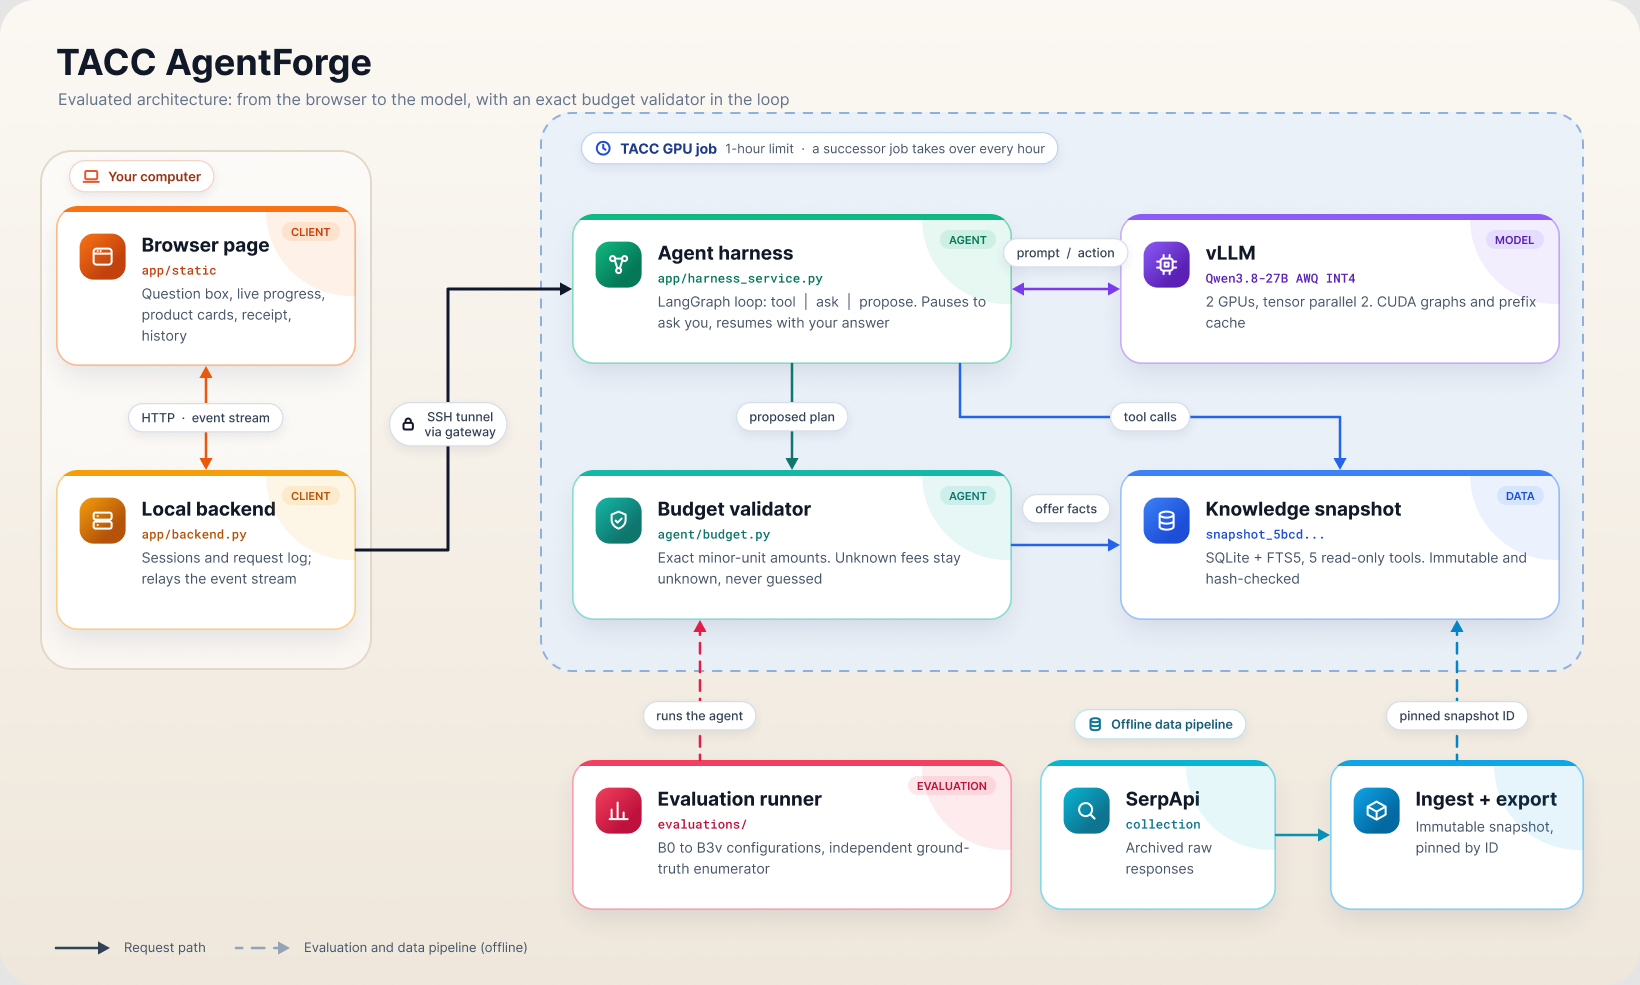 TACC AgentForge
Evaluated architecture: from the browser to the model, with an exact budget validator in the loop
Your computer
CLIENT
Browser page
app/static
Question box, live progress,
product cards, receipt,
history
HTTP · event stream
CLIENT
Local backend
app/backend.py
Sessions and request log;
relays the event stream
SSH tunnel
via gateway
TACC GPU job 1-hour limit · a successor job takes over every hour
AGENT
Agent harness
app/harness_service.py
LangGraph loop: tool | ask | propose. Pauses to
ask you, resumes with your answer
prompt / action
MODEL
vLLM
Qwen3.8-27B AWQ INT4
2 GPUs, tensor parallel 2. CUDA graphs and prefix
cache
proposed plan
tool calls
AGENT
Budget validator
agent/budget.py
Exact minor-unit amounts. Unknown fees stay
unknown, never guessed
offer facts
DATA
Knowledge snapshot
snapshot_5bcd...
SQLite + FTS5, 5 read-only tools. Immutable and
hash-checked
runs the agent
Offline data pipeline
pinned snapshot ID
EVALUATION
Evaluation runner
evaluations/
B0 to B3v configurations, independent ground-
truth enumerator
SerpApi
collection
Archived raw
responses
Ingest + export
Immutable snapshot,
pinned by ID
Request path
Evaluation and data pipeline (offline)